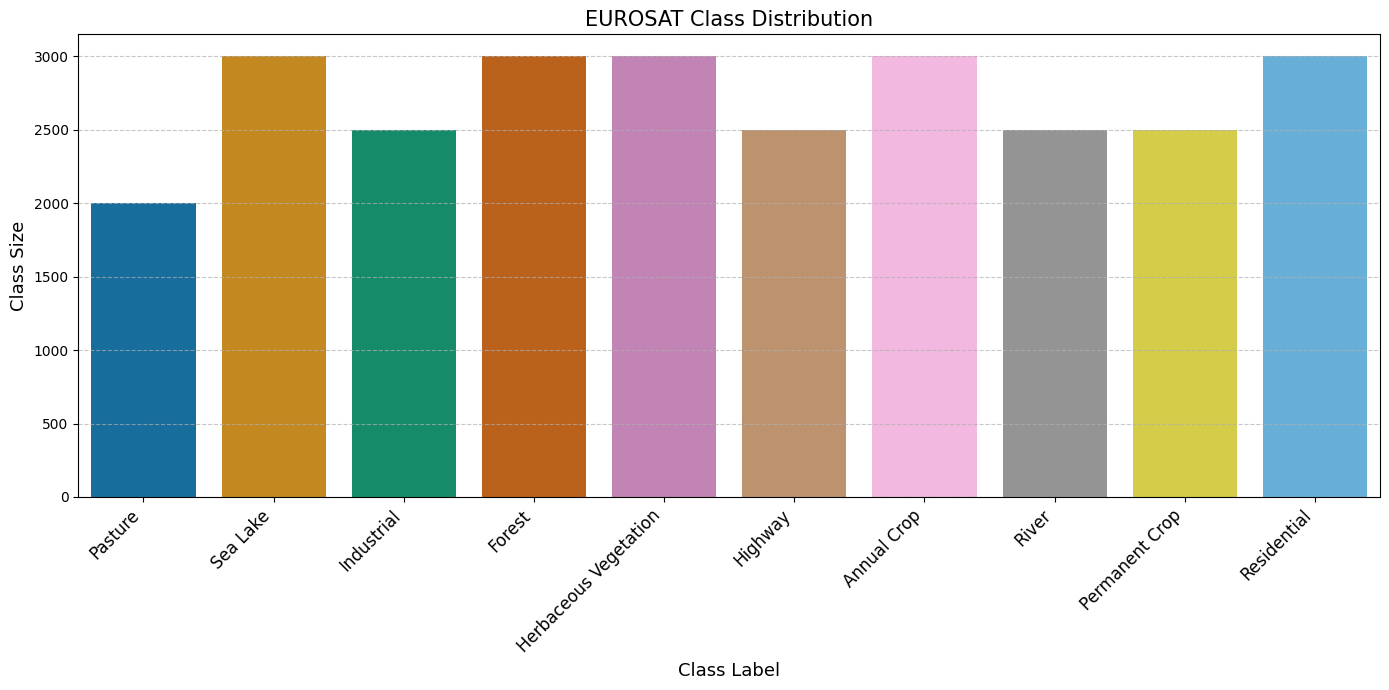 EUROSAT Class Distribution
Class Size
3000
2500
2000
1500
1000
500
0
Pasture
Sea Lake
Industrial
Forest
Herbaceous Vegetation
Highway
Annual Crop
River
Permanent Crop
Residential
Class Label